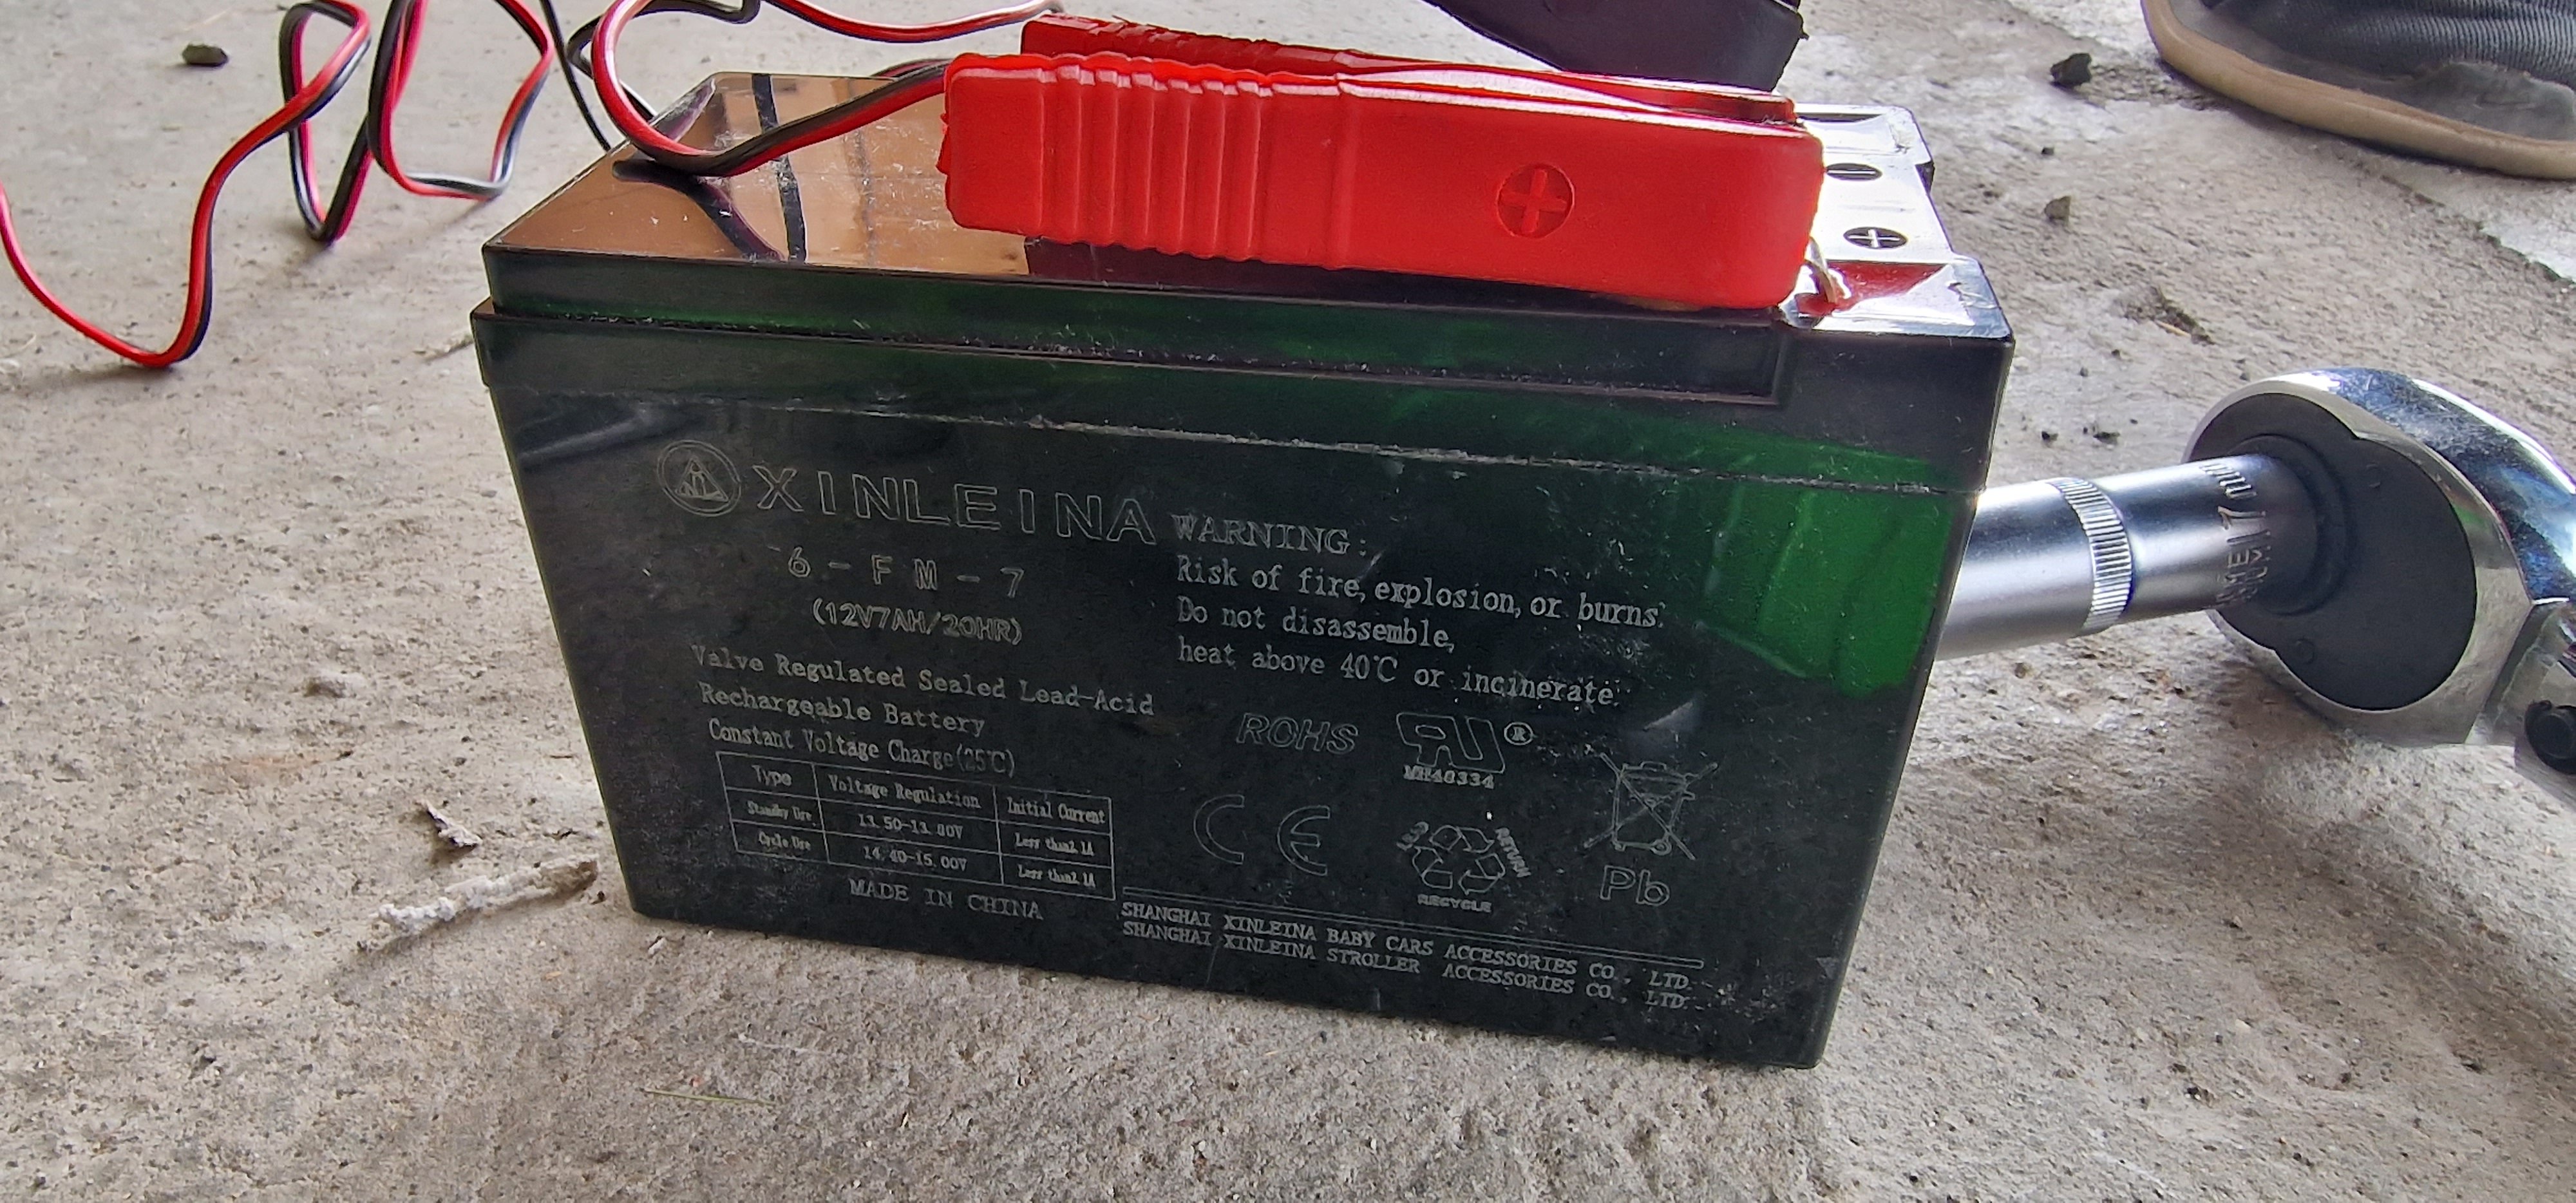 XINLEINA
6-FM-7
(12V7AH/20HR)
Valve Regulated Sealed Lead-Acid
Rechargeable Battery
Constant Voltage Charge(25℃)
Type Voltage Regulation Initial Current
Standby Use 13.50-13.80V Less than2.1A
Cycle Use 14.40-15.00V Less than2.1A
MADE IN CHINA
WARNING:
Risk of fire, explosion, or burns.
Do not disassemble,
heat above 40℃ or incinerate.
ROHS
®
MH48334
CE
RETURN
RECYCLE
Pb
SHANGHAI XINLEINA BABY CARS ACCESSORIES CO., LTD.
SHANGHAI XINLEINA STROLLER ACCESSORIES CO., LTD.
17